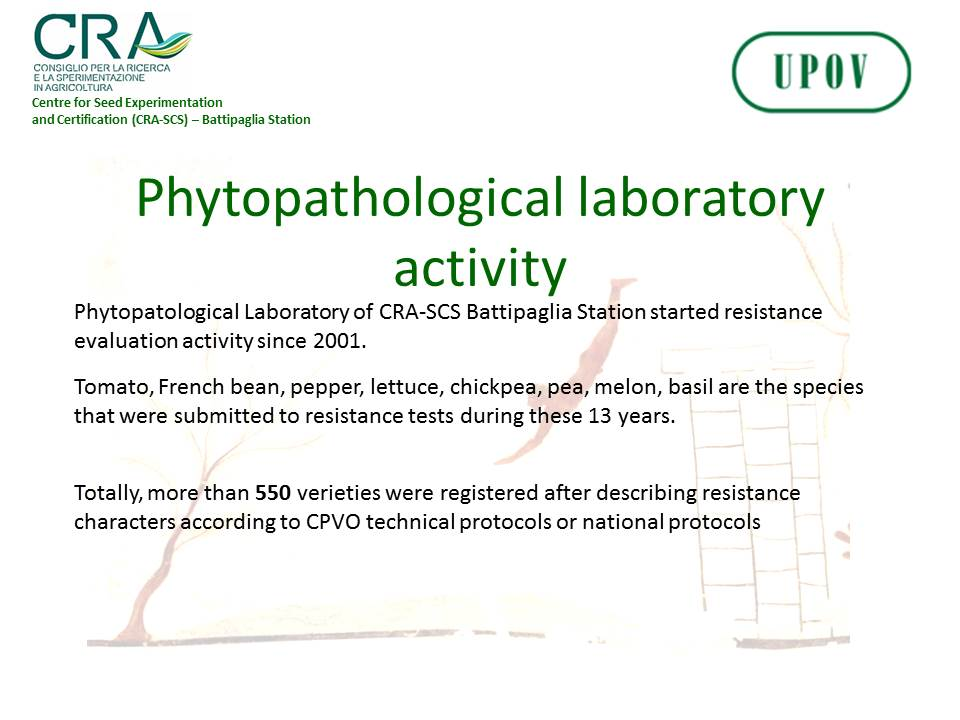 CRA
CONSIGLIO PER LA RICERCA
E LA SPERIMENTAZIONE
IN AGRICOLTURA
Centre for Seed Experimentation
and Certification (CRA-SCS) – Battipaglia Station
UPOV
Phytopathological laboratory
activity
Phytopatological Laboratory of CRA-SCS Battipaglia Station started resistance
evaluation activity since 2001.
Tomato, French bean, pepper, lettuce, chickpea, pea, melon, basil are the species
that were submitted to resistance tests during these 13 years.
Totally, more than 550 verieties were registered after describing resistance
characters according to CPVO technical protocols or national protocols